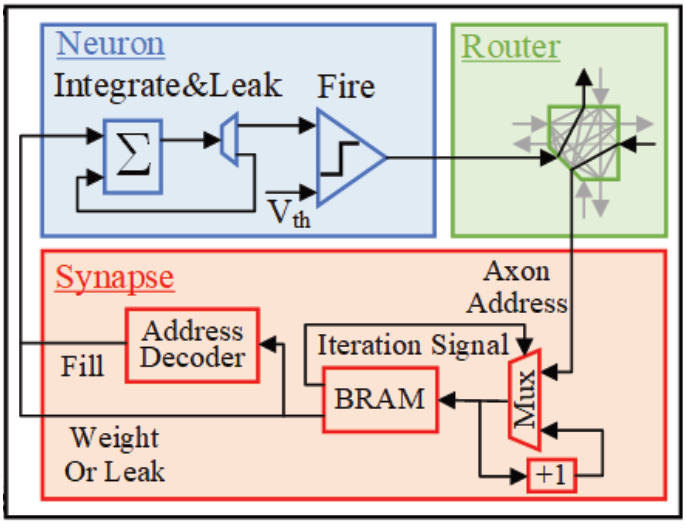 Neuron
Integrate&Leak
Fire
Σ
Vth
Router
Synapse
Axon
Address
Address
Decoder
Iteration Signal
Fill
BRAM
Mux
Weight
Or Leak
+1